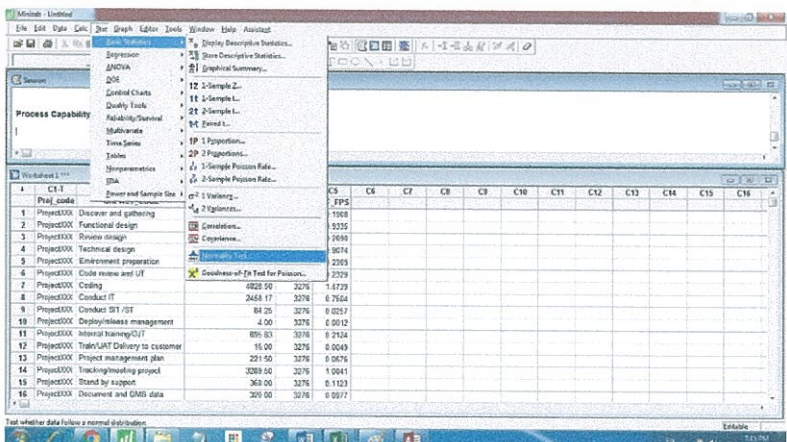 Minitab - Untitled
File Edit Data Calc Stat Graph Editor Tools Window Help Assistant
Basic Statistics
Regression
ANOVA
DOE
Control Charts
Quality Tools
Reliability/Survival
Multivariate
Time Series
Tables
Nonparametrics
EDA
Power and Sample Size
Display Descriptive Statistics...
Store Descriptive Statistics...
Graphical Summary...
1Z 1-Sample Z...
1t 1-Sample t...
2t 2-Sample t...
t-t Paired t...
1P 1 Proportion...
2P 2 Proportions...
1-Sample Poisson Rate...
2-Sample Poisson Rate...
σ² 1 Variance...
2 Variances...
Correlation...
Covariance...
Normality Test...
Goodness-of-Fit Test for Poisson...
Session
Process Capability
Worksheet 1 ***
C1-T C5 C6 C7 C8 C9 C10 C11 C12 C13 C14 C15 C16
Proj_code FPS
1 ProjectXXX Discover and gathering
2 ProjectXXX Functional design
3 ProjectXXX Review design
4 ProjectXXX Technical design
5 ProjectXXX Environment preparation
6 ProjectXXX Code review and UT
7 ProjectXXX Coding 4828.50 3276 1.4739
8 ProjectXXX Conduct IT 2458.17 3276 0.7504
9 ProjectXXX Conduct SIT /ST 84.25 3276 0.0257
10 ProjectXXX Deploy/release management 4.00 3276 0.0012
11 ProjectXXX Internal training/OJT 695.83 3276 0.2124
12 ProjectXXX Train/UAT Delivery to customer 16.00 3276 0.0049
13 ProjectXXX Project management plan 221.50 3276 0.0676
14 ProjectXXX Tracking/meeting project 3289.50 3276 1.0041
15 ProjectXXX Stand by support 368.00 3276 0.1123
16 ProjectXXX Document and QMS data 320.00 3276 0.0977
Test whether data follow a normal distribution.
Editable
7:43 PM